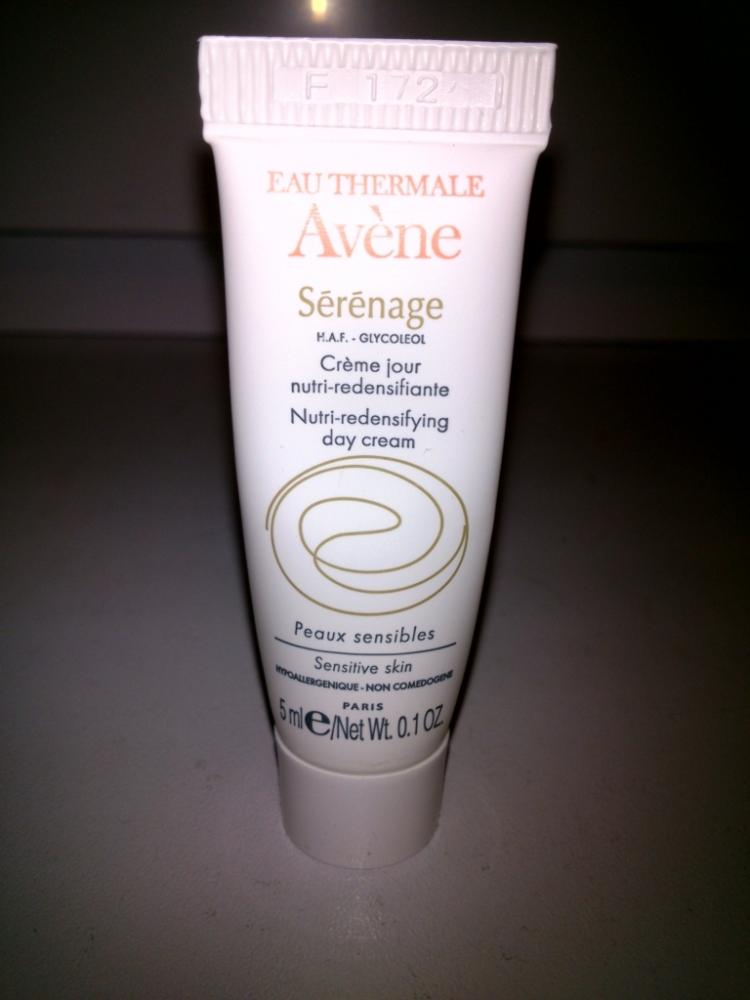 F 172
EAU THERMALE
Avène
Sérénage
H.A.F. - GLYCOLEOL
Crème jour
nutri-redensifiante
Nutri-redensifying
day cream
Peaux sensibles
Sensitive skin
HYPOALLERGENIQUE - NON COMEDOGENE
PARIS
5 ml e/Net Wt. 0.1 OZ.